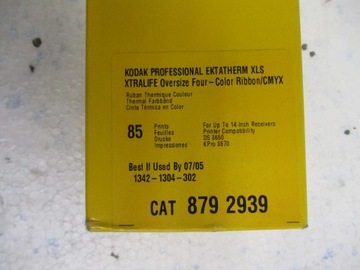 KODAK PROFESSIONAL EKTATHERM XLS
XTRALIFE Oversize Four-Color Ribbon/CMYX
Ruban Thermique Couleur
Thermal Farbband
Cinta Térmica en Color
85
Prints
Feuilles
Drucke
Impresiones
For Up To 14 Inch Receivers
Printer Compatibility
DS 8650
Best If Used By 07/05
1342-1304-302
CAT 879 2939